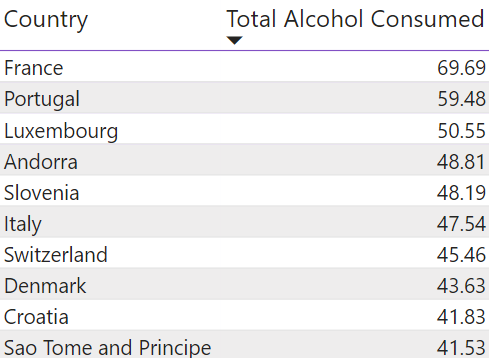 Country Total Alcohol Consumed
France 69.69
Portugal 59.48
Luxembourg 50.55
Andorra 48.81
Slovenia 48.19
Italy 47.54
Switzerland 45.46
Denmark 43.63
Croatia 41.83
Sao Tome and Principe 41.53